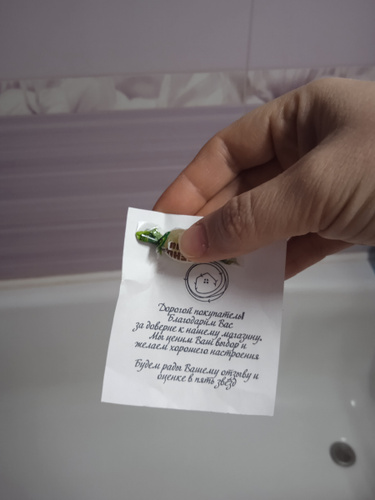 Дорогой покупатель!
Благодарим Вас
за доверие к нашему магазину.
Мы ценим Ваш выбор и
желаем хорошего настроения
Будем рады Вашему отзыву и
оценке в пять звезд